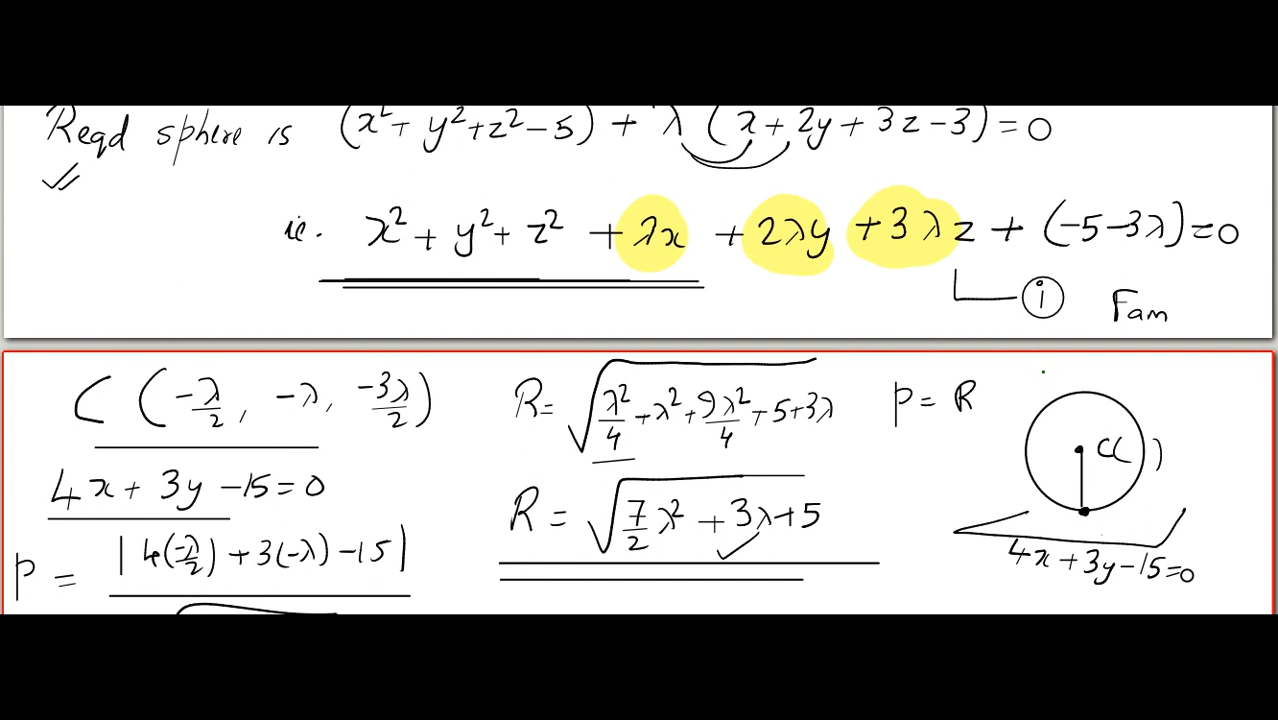 Reqd sphere is (x²+ y²+z²-5) + λ (x+2y+3z-3)=0
ie. x²+ y²+ z² +λx +2λy +3λz + (-5-3λ)=0
i Fam
C (-λ/2, -λ, -3λ/2)
R= √(λ²/4+λ²+9λ²/4+5+3λ)
P= R
C( )
4x+ 3y -15=0
R = √(7/2 λ² +3λ+5)
4x+3y-15=0
P = |4(-λ/2)+3(-λ)-15|